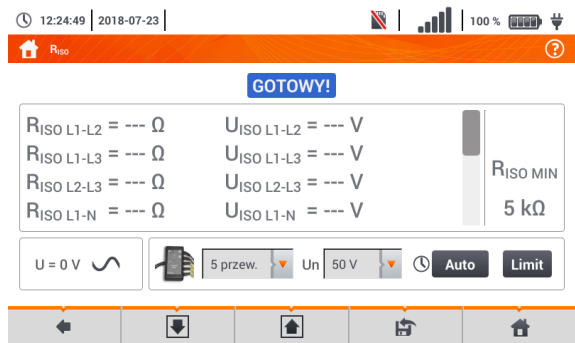 12:24:49 2018-07-23 100 %
RISO ?
GOTOWY!
RISO L1-L2 = --- Ω UISO L1-L2 = --- V
RISO L1-L3 = --- Ω UISO L1-L3 = --- V
RISO L2-L3 = --- Ω UISO L2-L3 = --- V
RISO L1-N = --- Ω UISO L1-N = --- V
RISO MIN
5 kΩ
U = 0 V 5 przew. Un 50 V Auto Limit